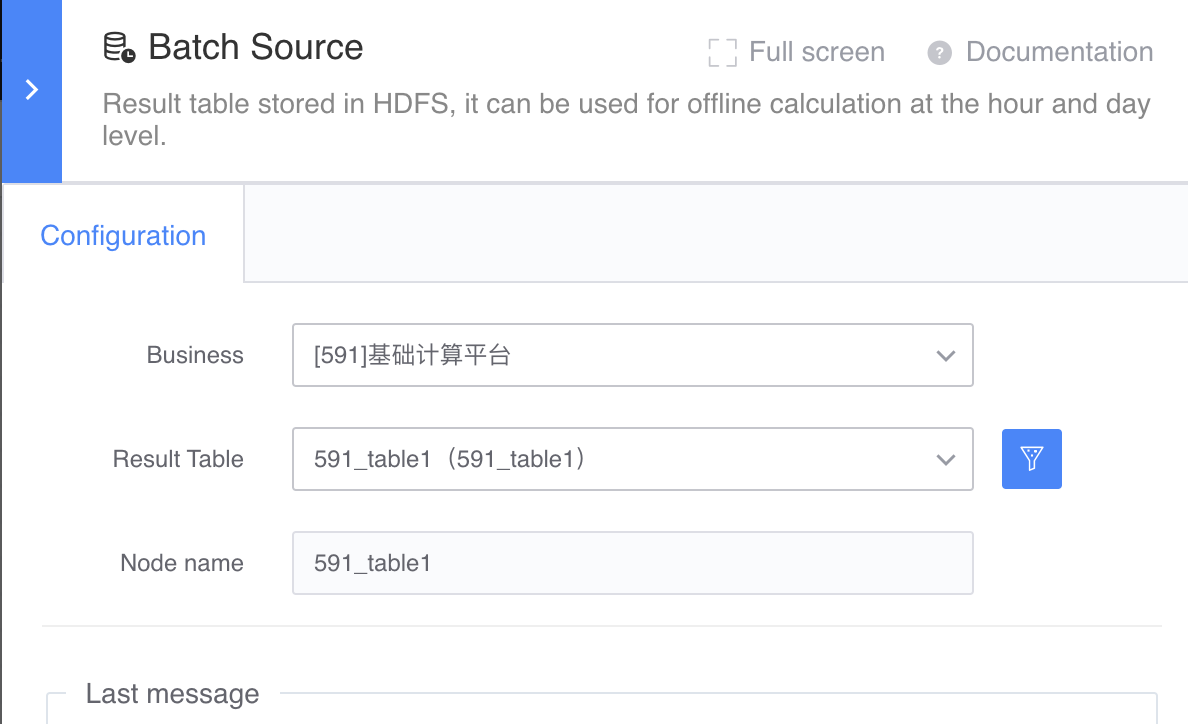 Batch Source
Full screen
? Documentation
Result table stored in HDFS, it can be used for offline calculation at the hour and day
level.
Configuration
Business
[591]基础计算平台
Result Table
591_table1（591_table1）
Node name
591_table1
Last message